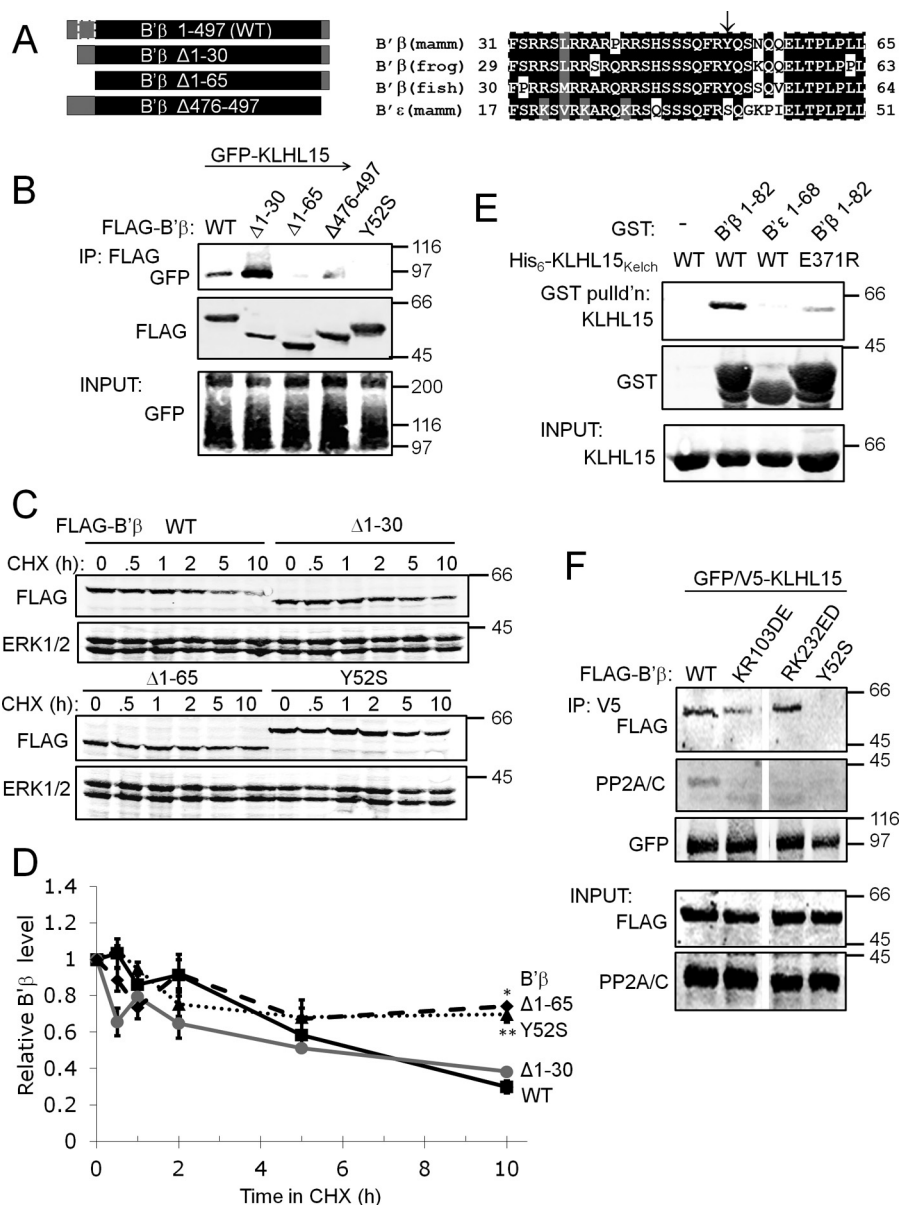 A
B'β 1-497 (WT)
B'β Δ1-30
B'β Δ1-65
B'β Δ476-497
B'β(mamm) 31 FSRRSLRRARPRRSHSSSQFRYQSNQQELTPLPLL 65
B'β(frog) 29 FSRRSLRRSRQRRSHSSSQFRYQSKQQELTPLPPL 63
B'β(fish) 30 FPRRSMRRARQRRSHSSSQFRYQSSQVELTPLPLL 64
B'ε(mamm) 17 FSRKSVRKARQKRSQSSSQFRSQGKPIELTPLPLL 51
B
GFP-KLHL15
FLAG-B'β: WT Δ1-30 Δ1-65 Δ476-497 Y52S
IP: FLAG
GFP
116
97
FLAG
66
45
INPUT:
GFP
200
116
97
C
FLAG-B'β WT Δ1-30
CHX (h): 0 .5 1 2 5 10 0 .5 1 2 5 10
FLAG
66
ERK1/2
45
Δ1-65 Y52S
CHX (h): 0 .5 1 2 5 10 0 .5 1 2 5 10
FLAG
66
ERK1/2
45
D
Relative B'β level
1.4
1.2
1
0.8
0.6
0.4
0.2
0
0 2 4 6 8 10
Time in CHX (h)
B'β
* Δ1-65
** Y52S
Δ1-30
WT
E
GST: - B'β 1-82 B'ε 1-68 B'β 1-82
His6-KLHL15Kelch WT WT WT E371R
GST pulld'n:
KLHL15
66
GST
45
INPUT:
KLHL15
66
F
GFP/V5-KLHL15
FLAG-B'β: WT KR103DE RK232ED Y52S
IP: V5
FLAG
66
45
PP2A/C
GFP
116
97
INPUT:
FLAG
66
45
PP2A/C
45